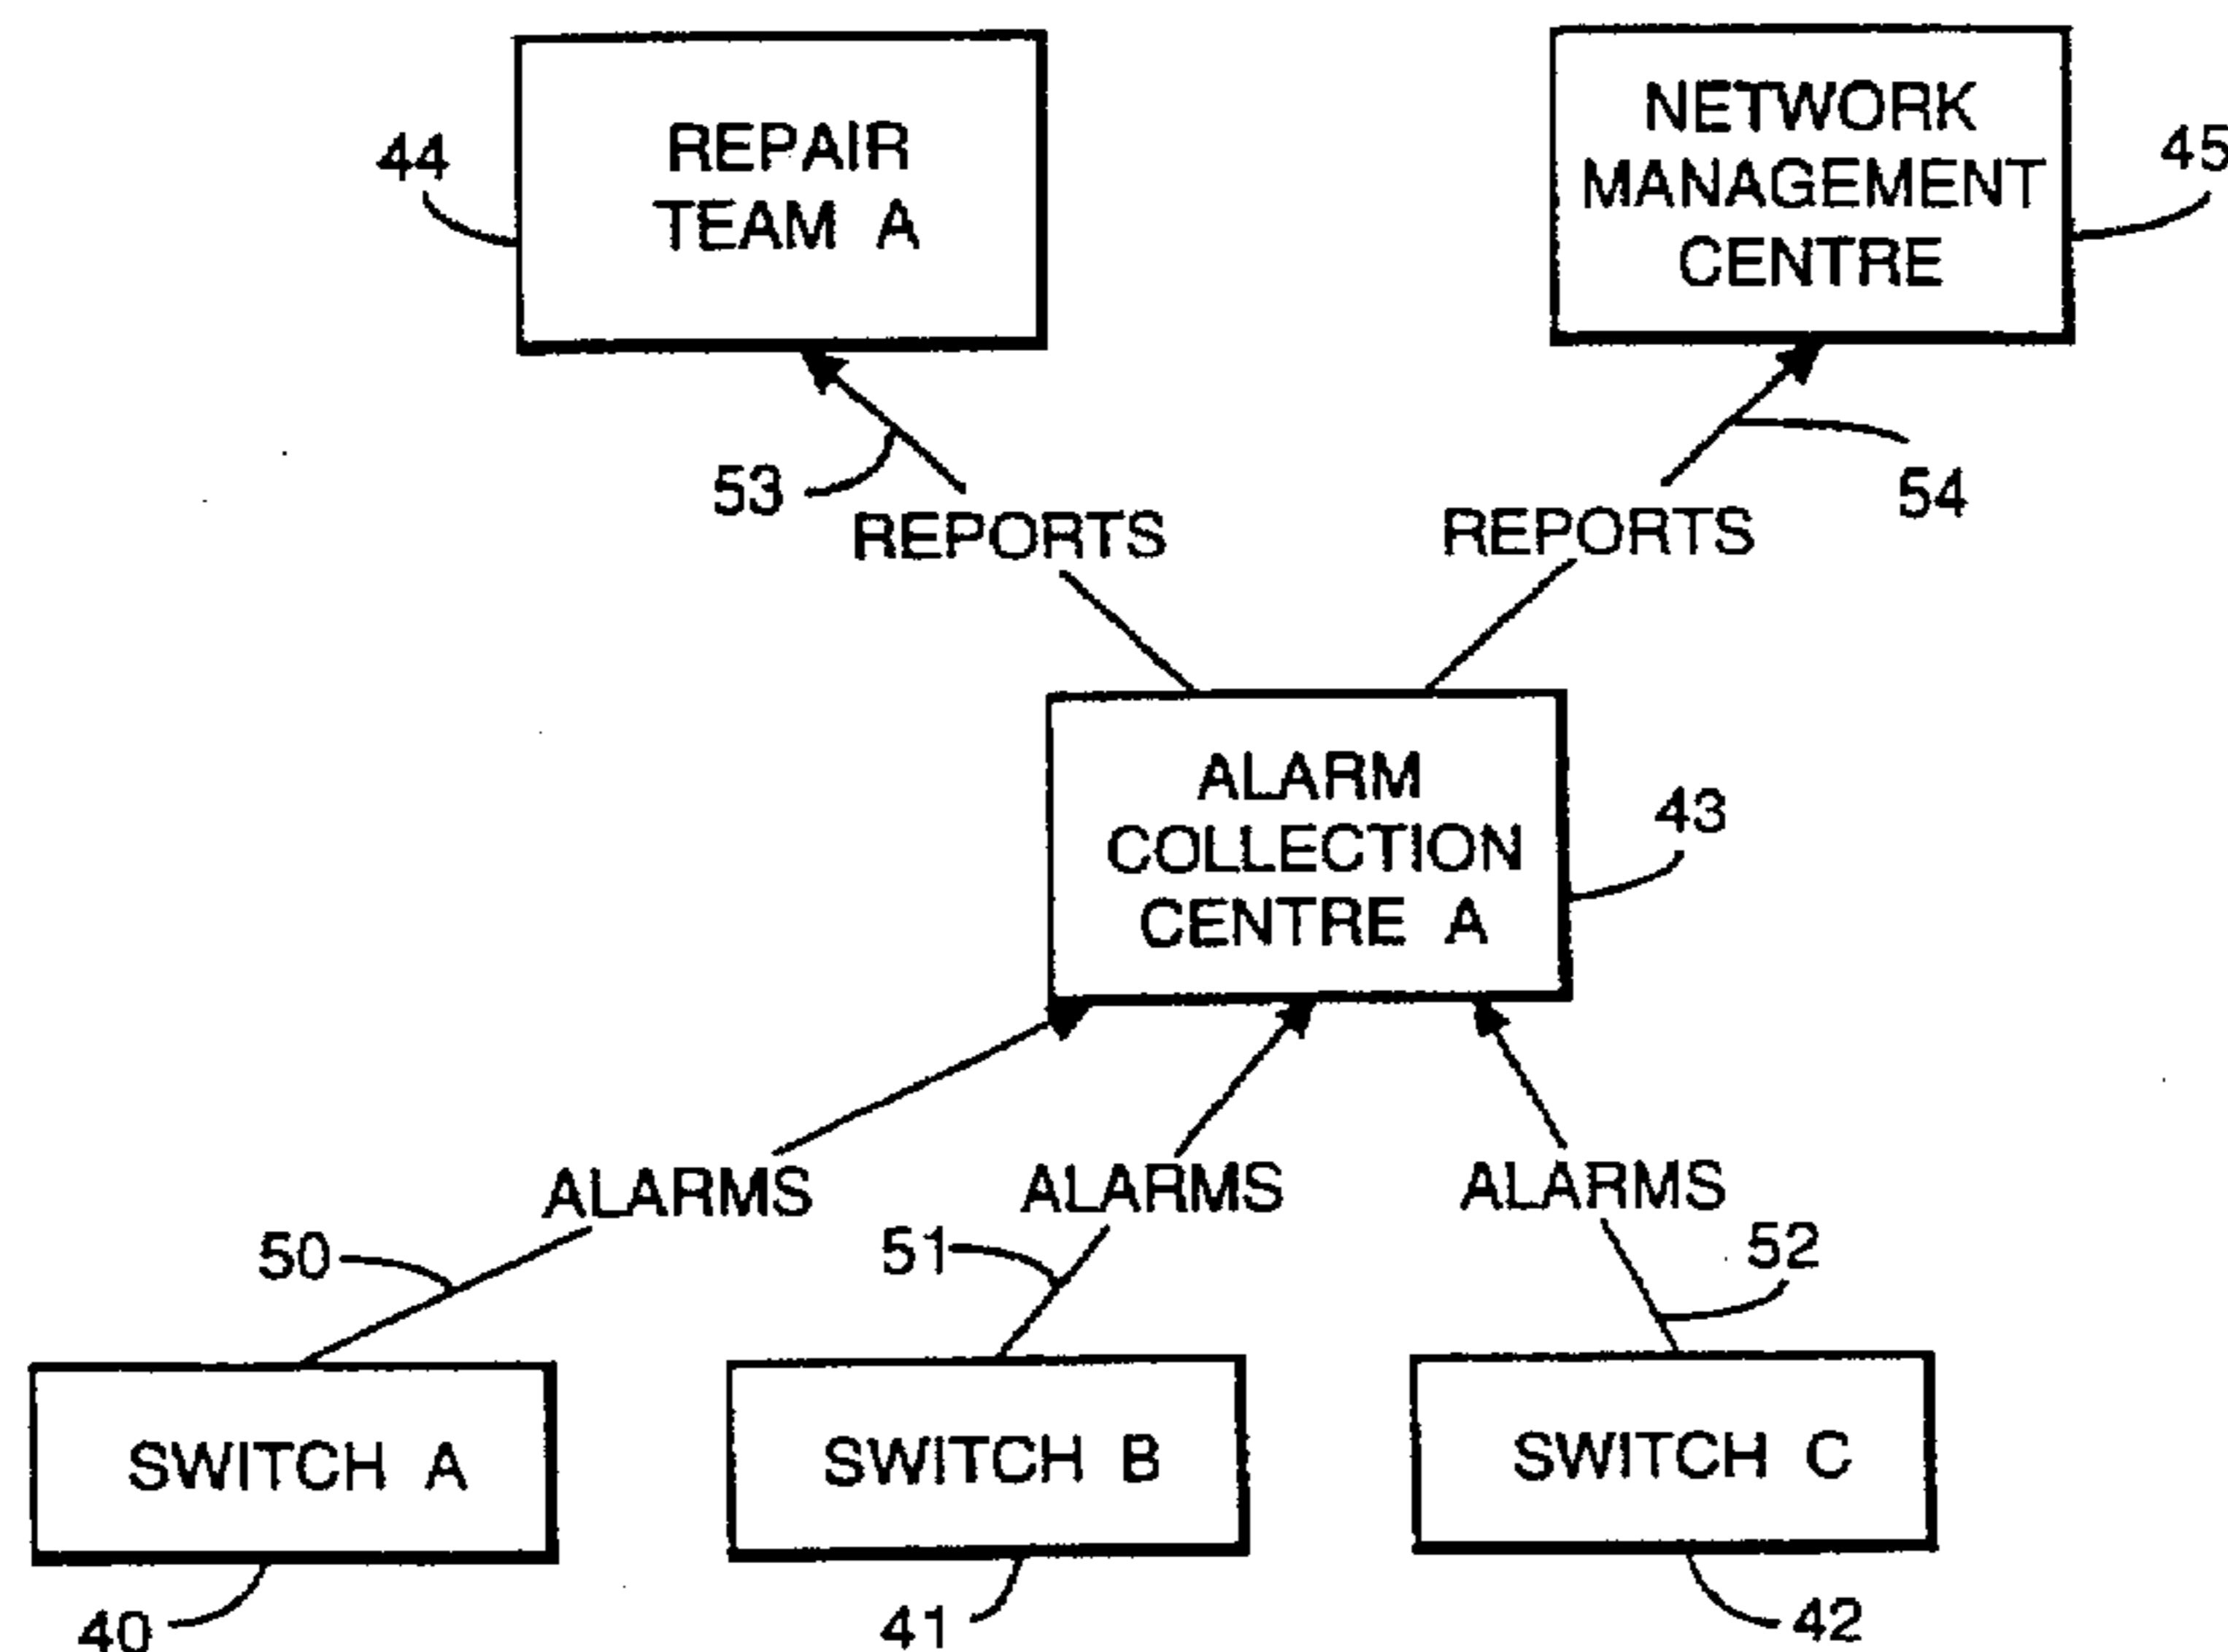 REPAIR
TEAM A
44
NETWORK
MANAGEMENT
CENTRE
45
53
REPORTS
REPORTS
54
ALARM
COLLECTION
CENTRE A
43
ALARMS
ALARMS
ALARMS
50
51
52
SWITCH A
SWITCH B
SWITCH C
40
41
42